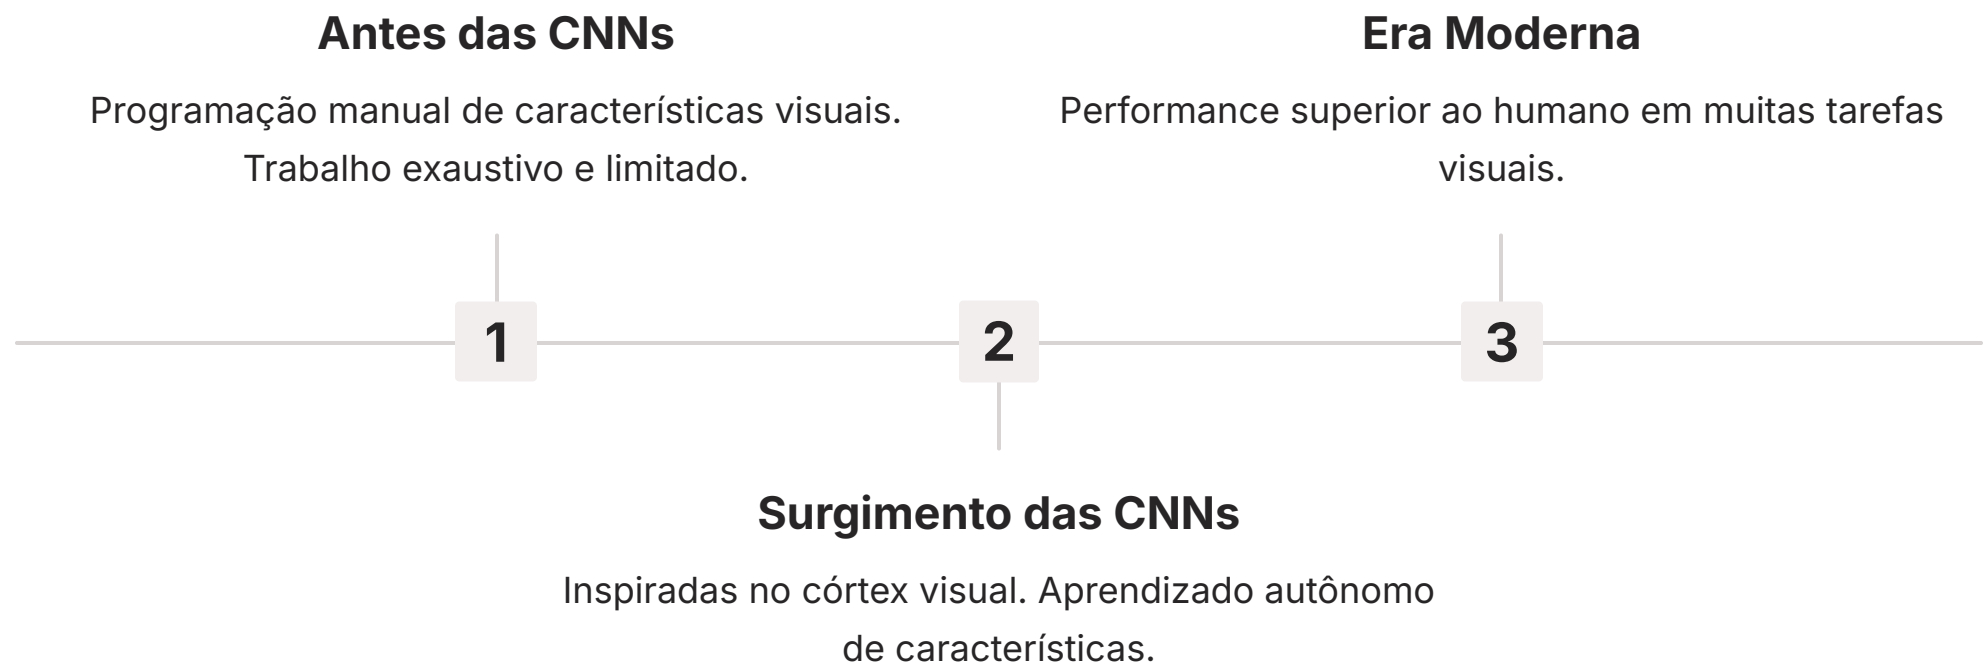 Antes das CNNs
Programação manual de características visuais.
Trabalho exaustivo e limitado.
Era Moderna
Performance superior ao humano em muitas tarefas
visuais.
1
2
3
Surgimento das CNNs
Inspiradas no córtex visual. Aprendizado autônomo
de características.